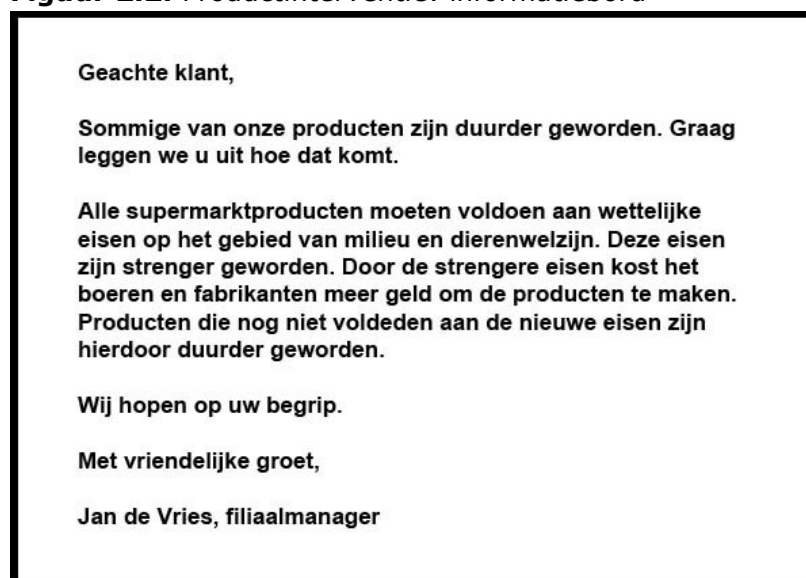 Geachte klant,
Sommige van onze producten zijn duurder geworden. Graag
leggen we u uit hoe dat komt.
Alle supermarktproducten moeten voldoen aan wettelijke
eisen op het gebied van milieu en dierenwelzijn. Deze eisen
zijn strenger geworden. Door de strengere eisen kost het
boeren en fabrikanten meer geld om de producten te maken.
Producten die nog niet voldeden aan de nieuwe eisen zijn
hierdoor duurder geworden.
Wij hopen op uw begrip.
Met vriendelijke groet,
Jan de Vries, filiaalmanager